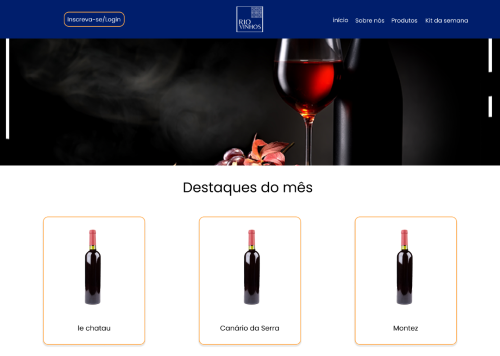 Inscreva-se/Login
RIO
VINHOS
início
Sobre nós
Produtos
Kit da semana
Destaques do mês
le chatau
Canário da Serra
Montez